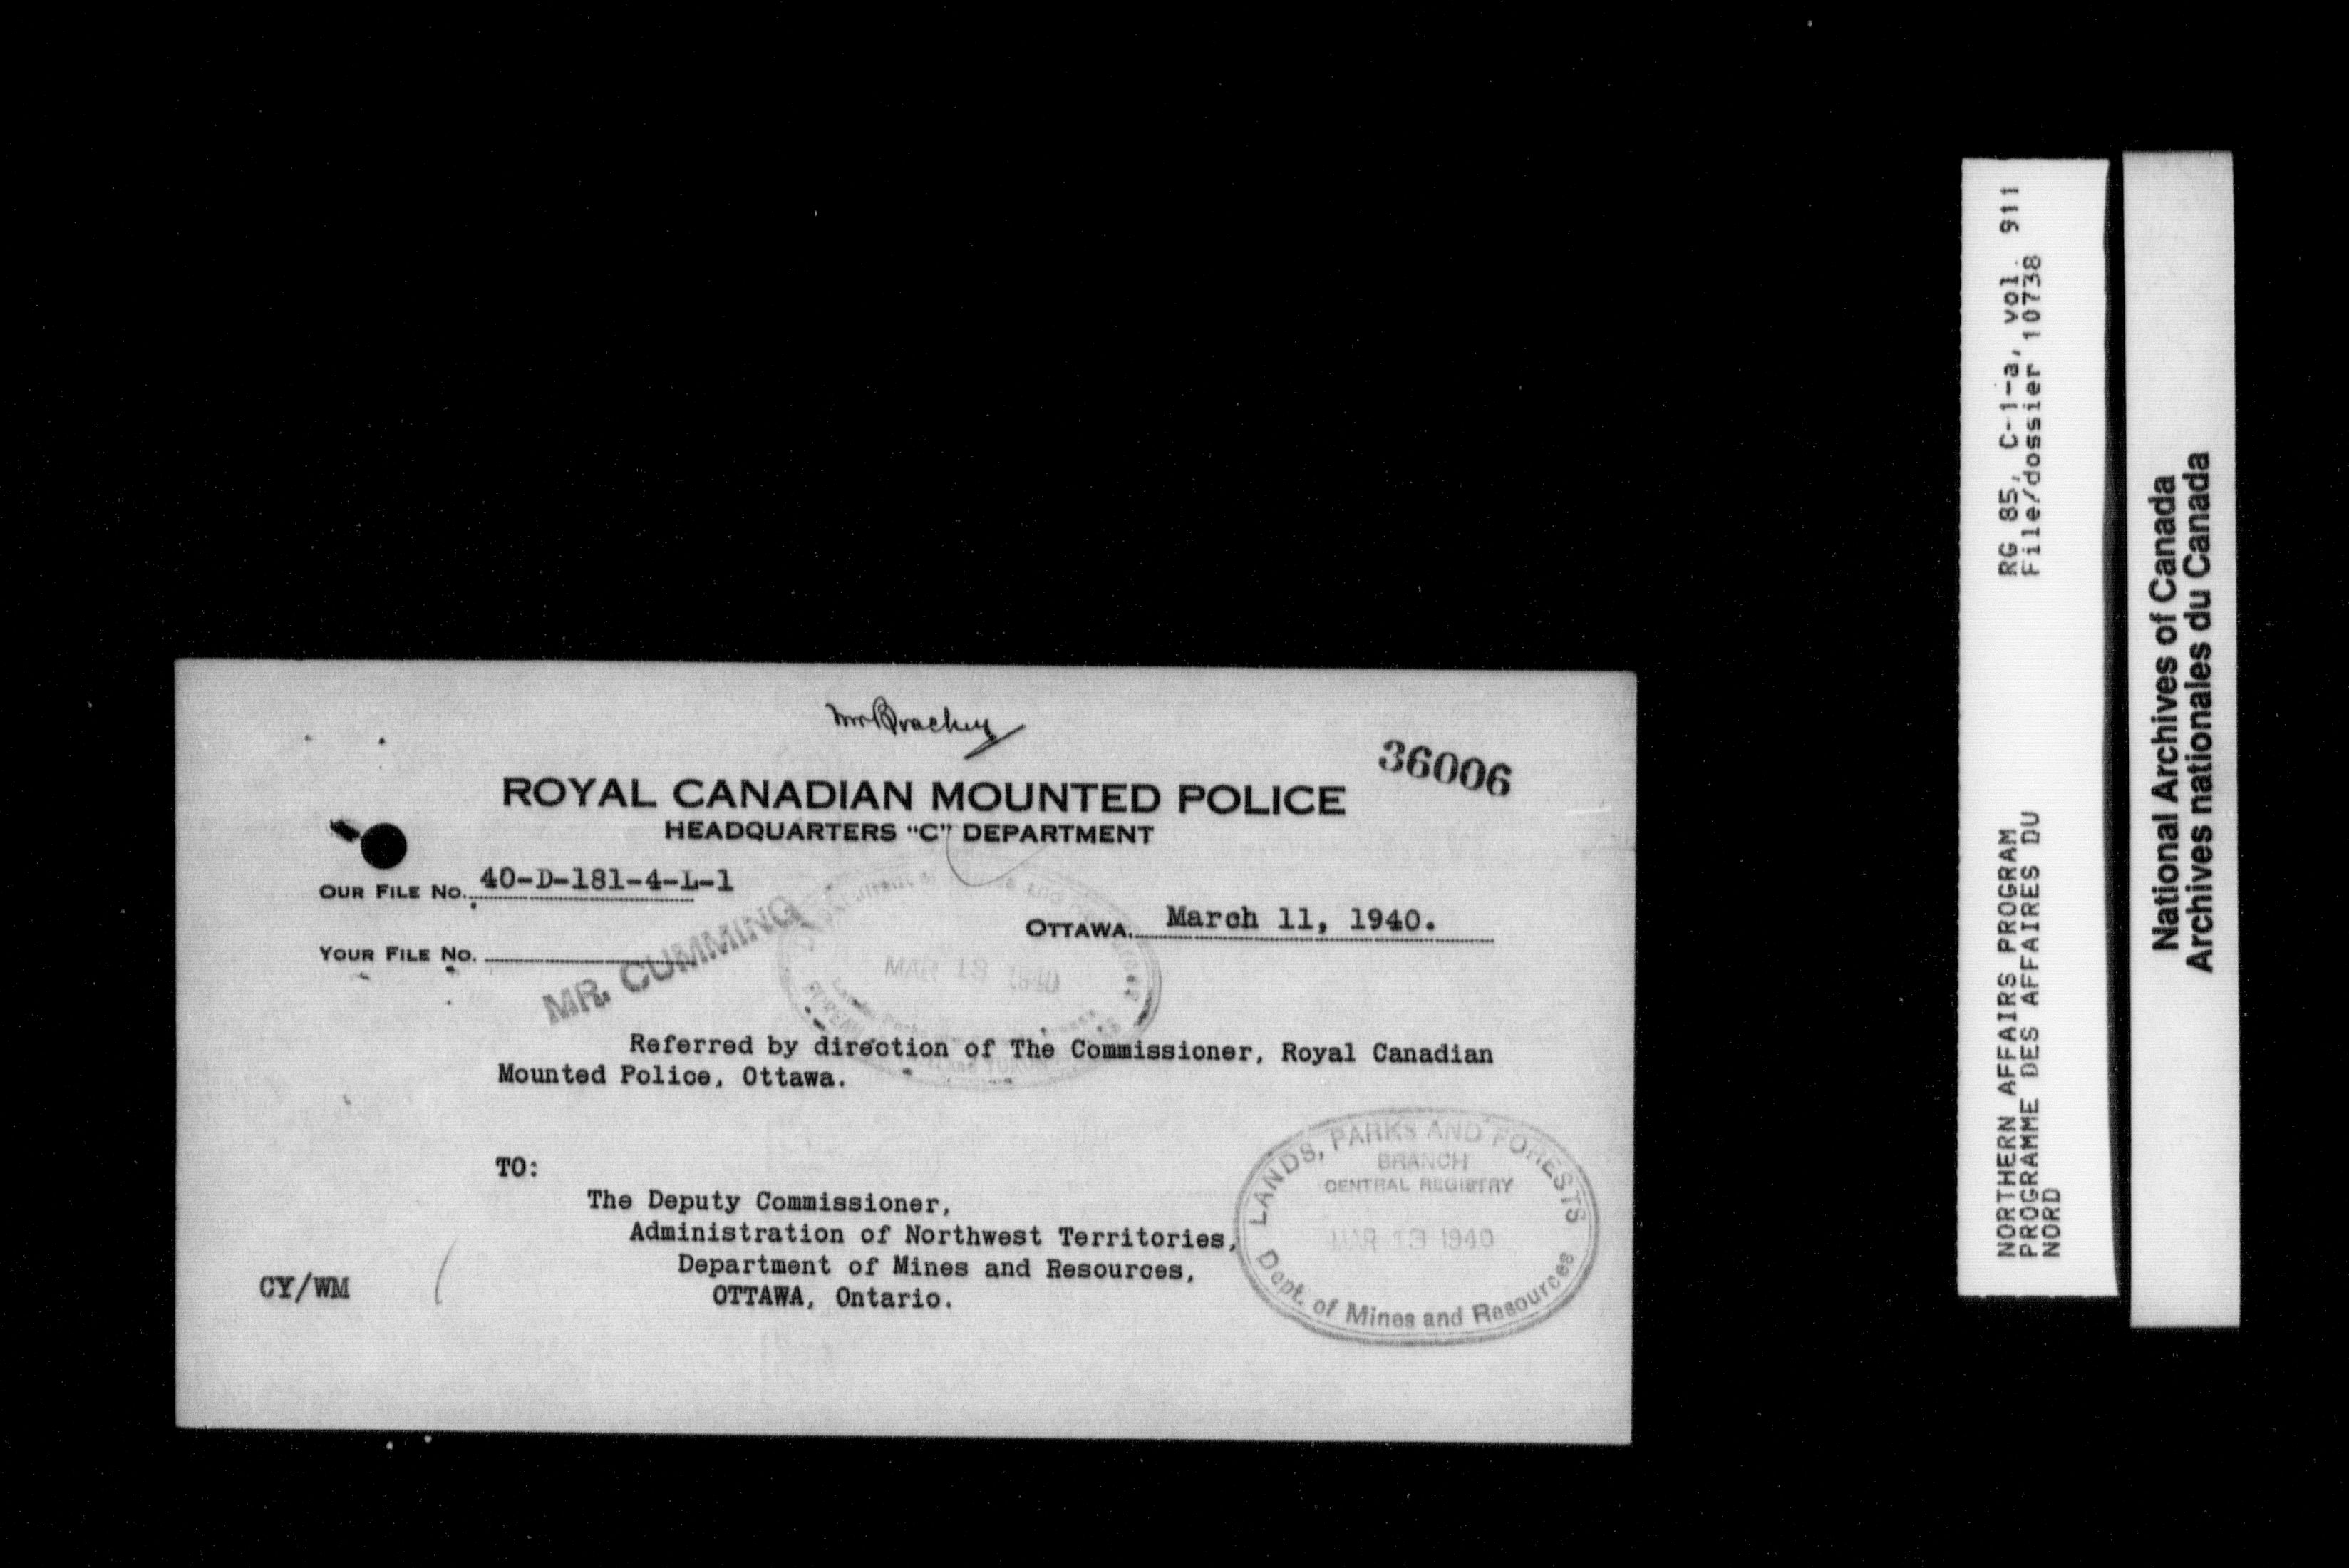 Mr Brachey
36006
ROYAL CANADIAN MOUNTED POLICE
HEADQUARTERS "C" DEPARTMENT
OUR FILE NO. 40-D-181-4-L-1
OTTAWA. March 11, 1940.
YOUR FILE NO.
MR. CUMMING
MAR 13 1940
Referred by direction of The Commissioner, Royal Canadian
Mounted Police, Ottawa.
TO:
The Deputy Commissioner,
Administration of Northwest Territories,
Department of Mines and Resources,
OTTAWA, Ontario.
CY/WM
LANDS, PARKS AND FORESTS
BRANCH
CENTRAL REGISTRY
MAR 13 1940
Dept. of Mines and Resources
RG 85, C-1-a, vol. 911
File/dossier 10738
NORTHERN AFFAIRS PROGRAM
PROGRAMME DES AFFAIRES DU
NORD
National Archives of Canada
Archives nationales du Canada